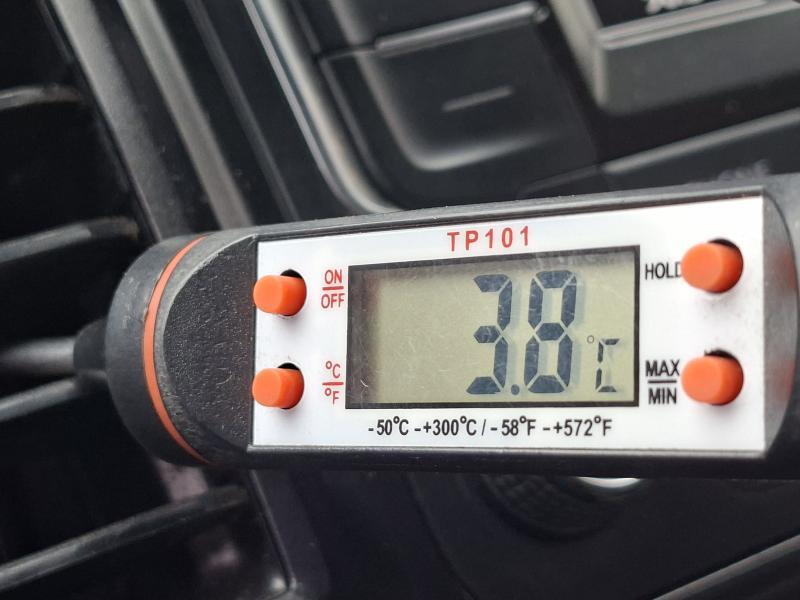 TP101
ON
OFF
HOLD
3.8 °C
°C
°F
MAX
MIN
-50°C -+300°C / -58°F -+572°F